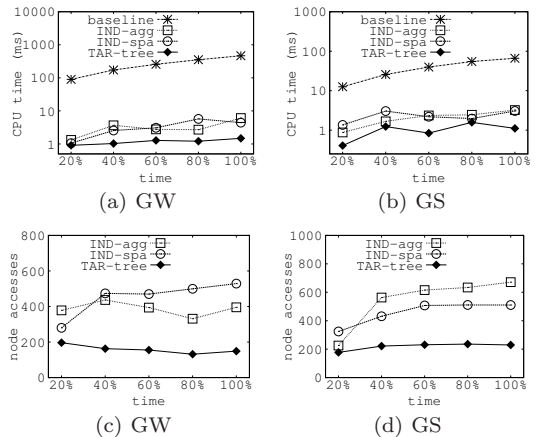 10000
1000
100
10
1
CPU time (ms)
baseline
IND-agg
IND-spa
TAR-tree
20% 40% 60% 80% 100%
time
(a) GW
1000
100
10
1
CPU time (ms)
baseline
IND-agg
IND-spa
TAR-tree
20% 40% 60% 80% 100%
time
(b) GS
800
600
400
200
0
node accesses
IND-agg
IND-spa
TAR-tree
20% 40% 60% 80% 100%
time
(c) GW
1000
800
600
400
200
0
node accesses
IND-agg
IND-spa
TAR-tree
20% 40% 60% 80% 100%
time
(d) GS